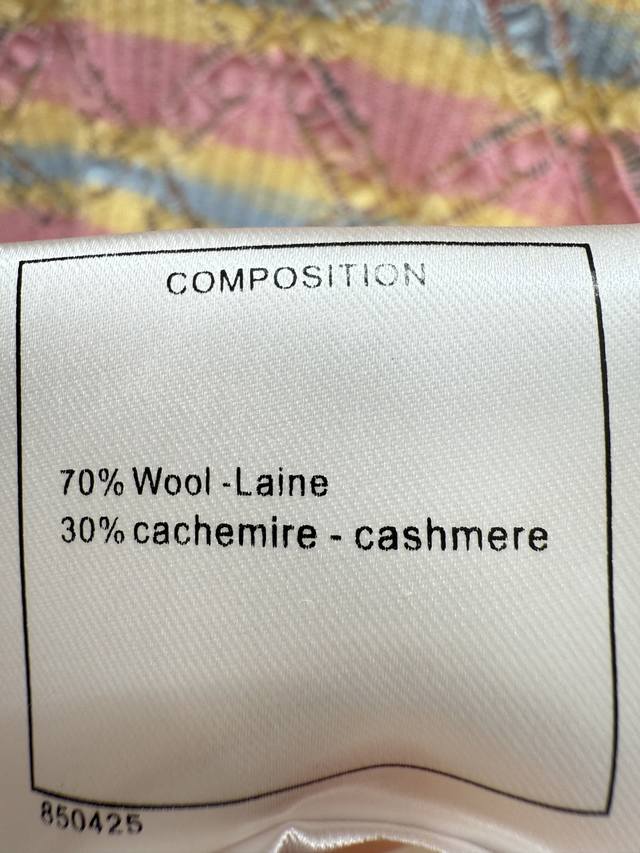 COMPOSITION
70% Wool -Laine
30% cachemire - cashmere
850425